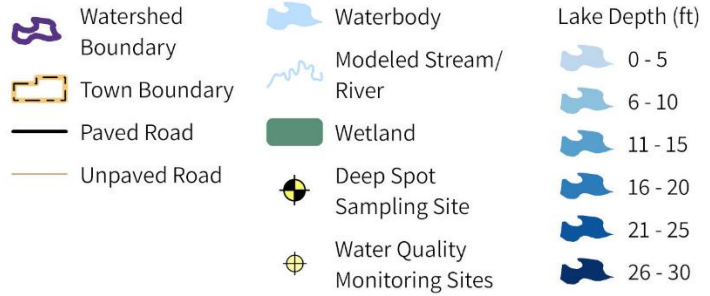 Watershed
Boundary
Town Boundary
Paved Road
Unpaved Road
Waterbody
Modeled Stream/
River
Wetland
Deep Spot
Sampling Site
Water Quality
Monitoring Sites
Lake Depth (ft)
0 - 5
6 - 10
11 - 15
16 - 20
21 - 25
26 - 30